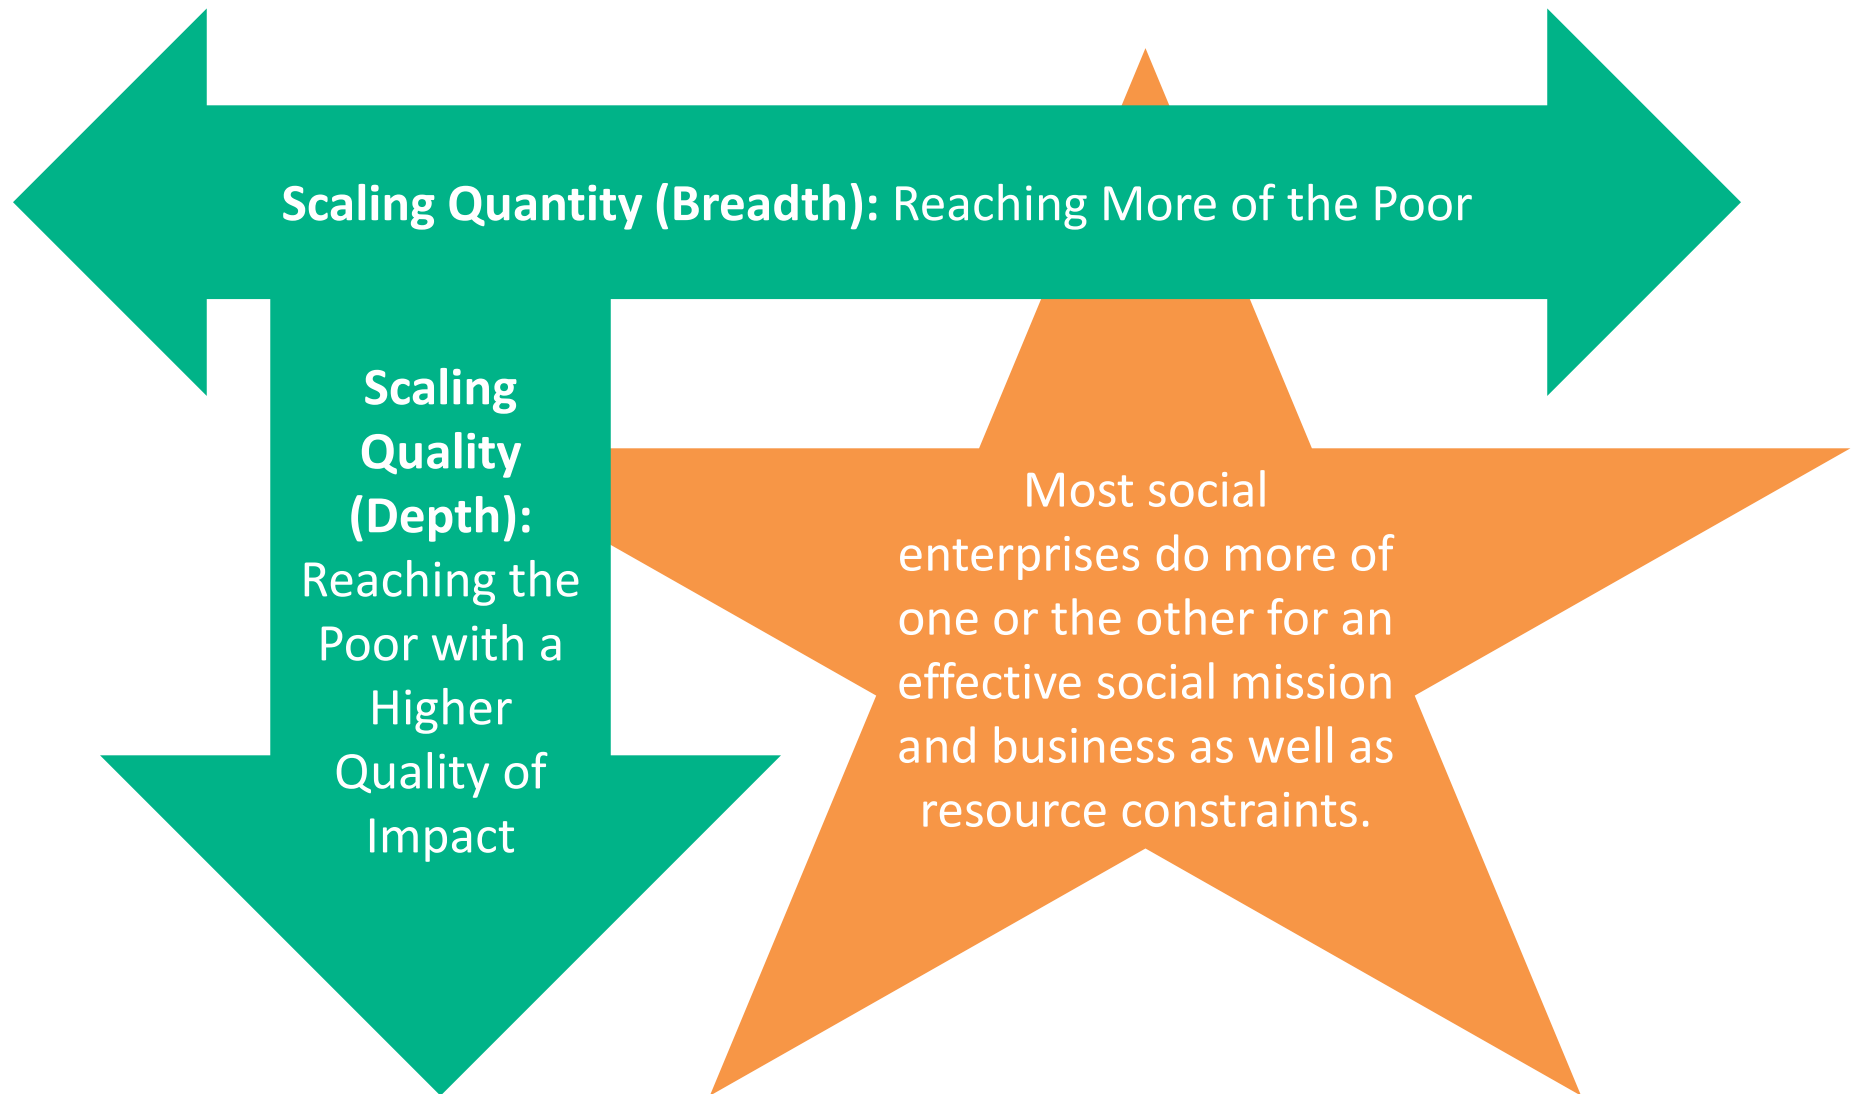 Scaling Quantity (Breadth): Reaching More of the Poor
Scaling
Quality
(Depth):
Reaching the
Poor with a
Higher
Quality of
Impact
Most social
enterprises do more of
one or the other for an
effective social mission
and business as well as
resource constraints.